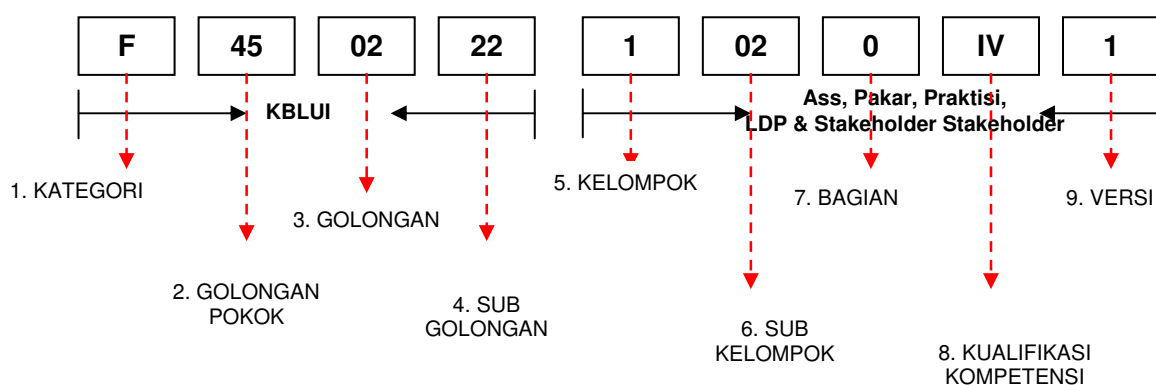 F 45 02 22 1 02 0 IV 1
KBLUI
Ass, Pakar, Praktisi,
LDP & Stakeholder Stakeholder
1. KATEGORI
5. KELOMPOK
7. BAGIAN
9. VERSI
3. GOLONGAN
2. GOLONGAN
POKOK
4. SUB
GOLONGAN
6. SUB
KELOMPOK
8. KUALIFIKASI
KOMPETENSI